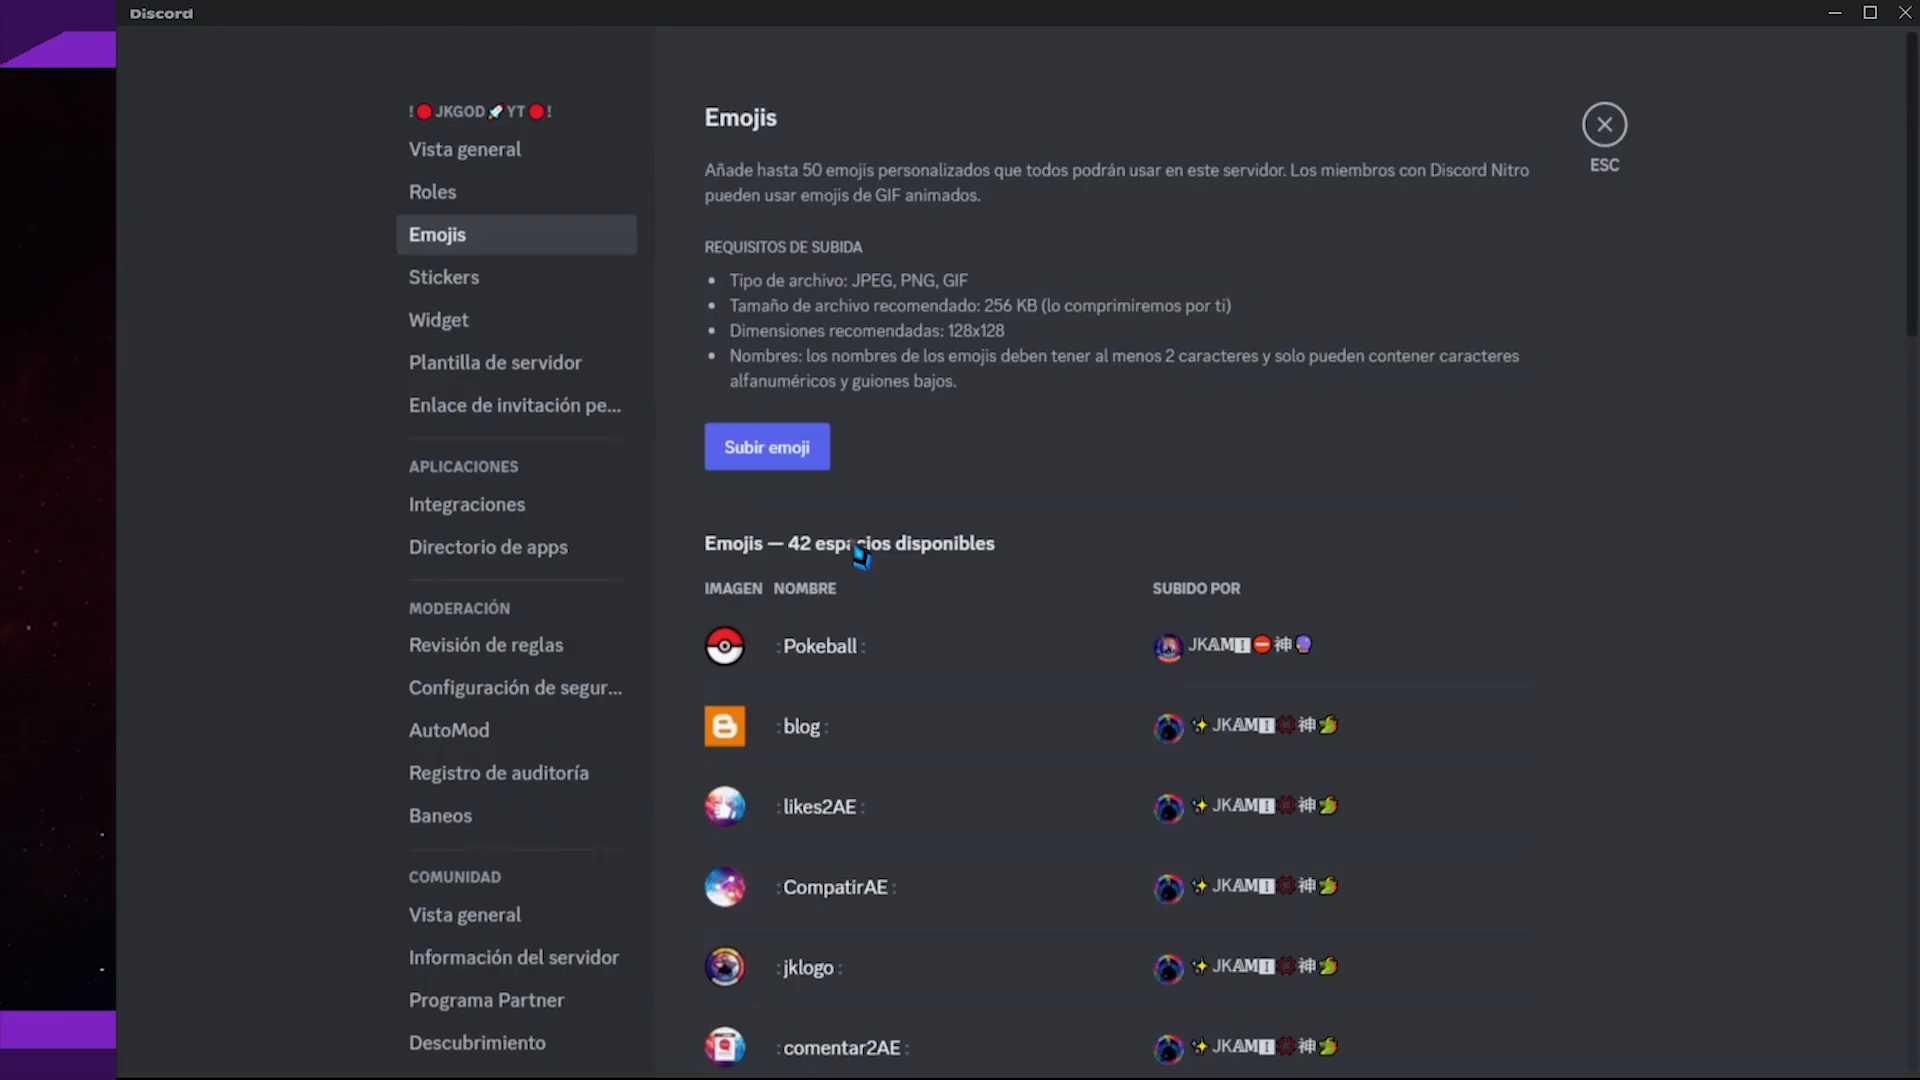 Discord
!🔴JKGOD🚀YT🔴!
Vista general
Roles
Emojis
Stickers
Widget
Plantilla de servidor
Enlace de invitación pe...
APLICACIONES
Integraciones
Directorio de apps
MODERACIÓN
Revisión de reglas
Configuración de segur...
AutoMod
Registro de auditoría
Baneos
COMUNIDAD
Vista general
Información del servidor
Programa Partner
Descubrimiento
Emojis
Añade hasta 50 emojis personalizados que todos podrán usar en este servidor. Los miembros con Discord Nitro
pueden usar emojis de GIF animados.
REQUISITOS DE SUBIDA
• Tipo de archivo: JPEG, PNG, GIF
• Tamaño de archivo recomendado: 256 KB (lo comprimiremos por ti)
• Dimensiones recomendadas: 128x128
• Nombres: los nombres de los emojis deben tener al menos 2 caracteres y solo pueden contener caracteres
alfanuméricos y guiones bajos.
Subir emoji
Emojis — 42 espacios disponibles
IMAGEN NOMBRE SUBIDO POR
:Pokeball: JKAMI⛔神🔮
:blog: ✨JKAMI💢神🐲
:likes2AE: ✨JKAMI💢神🐲
:CompatirAE: ✨JKAMI💢神🐲
:jklogo: ✨JKAMI💢神🐲
:comentar2AE: ✨JKAMI💢神🐲
ESC